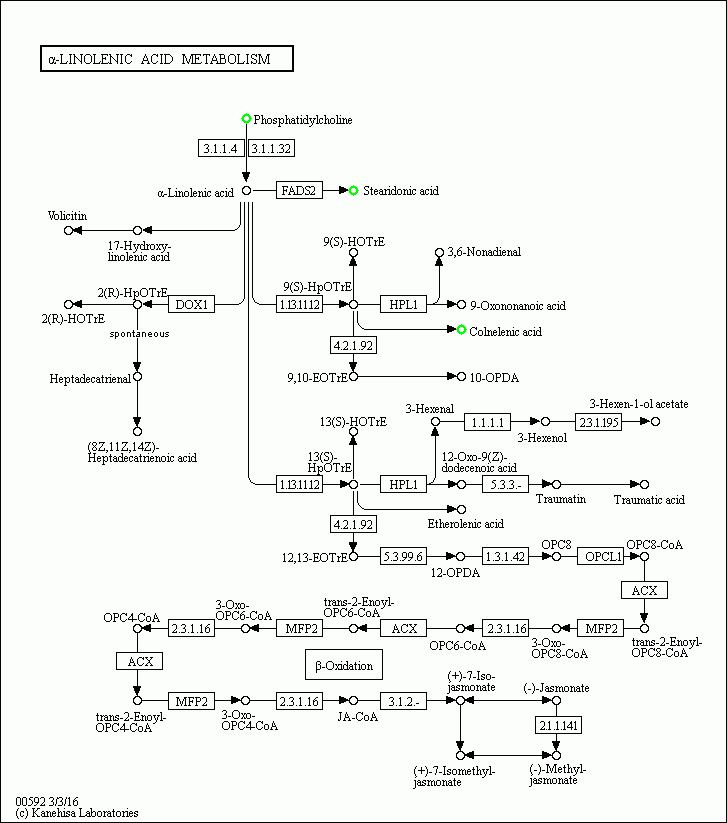 α-LINOLENIC ACID METABOLISM
Phosphatidylcholine
3.1.1.4 3.1.1.32
α-Linolenic acid FADS2 Stearidonic acid
Volicitin
17-Hydroxy-
linolenic acid
9(S)-HOTrE
3,6-Nonadienal
2(R)-HpOTrE
DOX1
9(S)-HpOTrE
1.13.11.12
HPL1
9-Oxononanoic acid
2(R)-HOTrE
spontaneous
Colnelenic acid
4.2.1.92
Heptadecatrienal
9,10-EOTrE
10-OPDA
(8Z,11Z,14Z)-
Heptadecatrienoic acid
13(S)-HOTrE
3-Hexenal
1.1.1.1
3-Hexenol
2.3.1.195
3-Hexen-1-ol acetate
13(S)-
HpOTrE
1.13.11.12
HPL1
12-Oxo-9(Z)-
dodecenoic acid
5.3.3.-
Traumatin
Traumatic acid
Etherolenic acid
4.2.1.92
12,13-EOTrE
5.3.99.6
12-OPDA
1.3.1.42
OPC8
OPCL1
OPC8-CoA
ACX
trans-2-Enoyl-
OPC8-CoA
MFP2
3-Oxo-
OPC8-CoA
2.3.1.16
OPC6-CoA
ACX
trans-2-Enoyl-
OPC6-CoA
MFP2
3-Oxo-
OPC6-CoA
2.3.1.16
OPC4-CoA
ACX
β-Oxidation
trans-2-Enoyl-
OPC4-CoA
MFP2
3-Oxo-
OPC4-CoA
2.3.1.16
JA-CoA
3.1.2.-
(+)-7-Iso-
jasmonate
(-)-Jasmonate
2.1.1.141
(+)-7-Isomethyl-
jasmonate
(-)-Methyl-
jasmonate
00592 3/3/16
(c) Kanehisa Laboratories